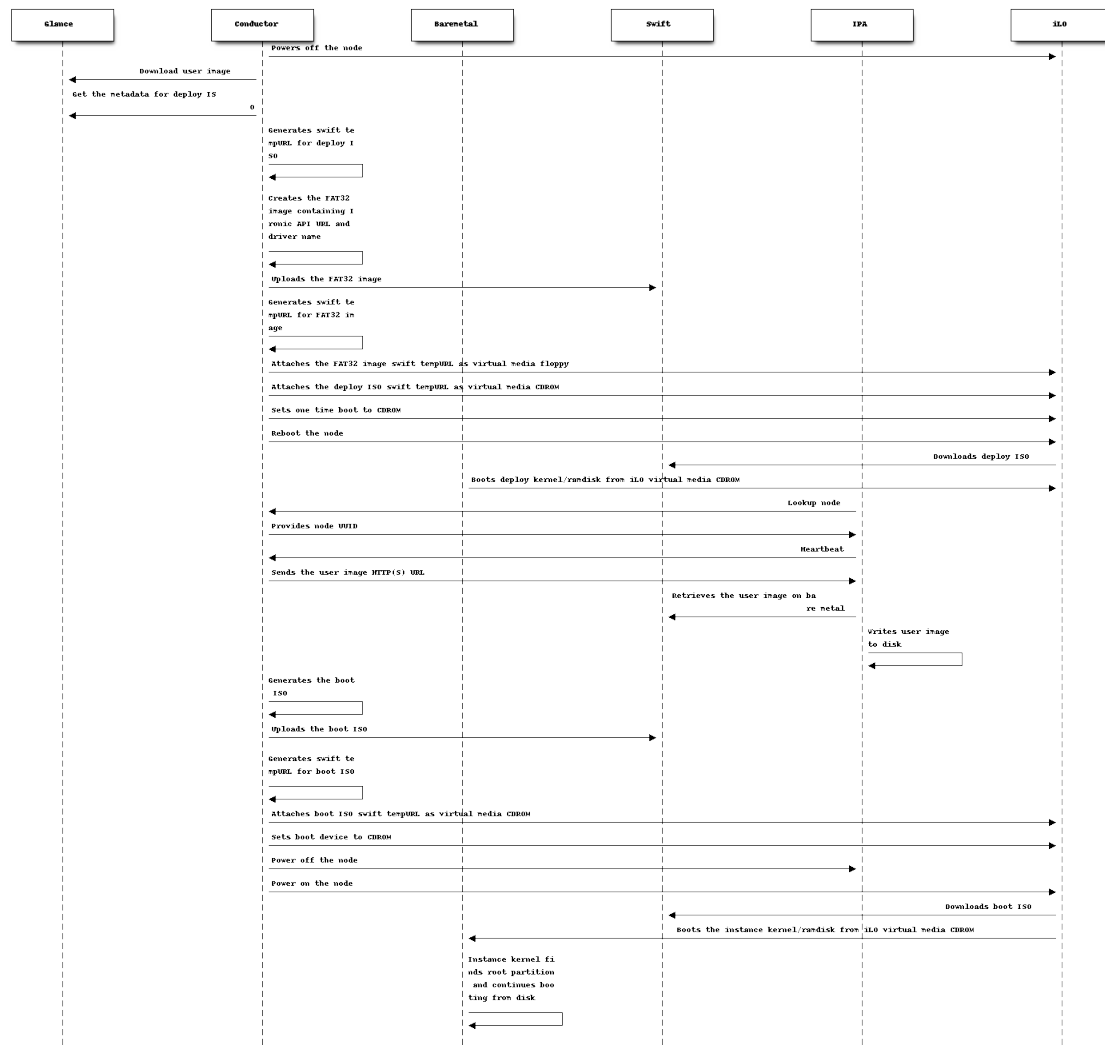 Glance Conductor Baremetal Swift IPA iLO
Powers off the node
Download user image
Get the metadata for deploy IS
O
Generates swift te
mpURL for deploy I
SO
Creates the FAT32
image containing I
ronic API URL and
driver name
Uploads the FAT32 image
Generates swift te
mpURL for FAT32 im
age
Attaches the FAT32 image swift tempURL as virtual media floppy
Attaches the deploy ISO swift tempURL as virtual media CDROM
Sets one time boot to CDROM
Reboot the node
Downloads deploy ISO
Boots deploy kernel/ramdisk from iLO virtual media CDROM
Lookup node
Provides node UUID
Heartbeat
Sends the user image HTTP(S) URL
Retrieves the user image on ba
re metal
Writes user image
to disk
Generates the boot
ISO
Uploads the boot ISO
Generates swift te
mpURL for boot ISO
Attaches boot ISO swift tempURL as virtual media CDROM
Sets boot device to CDROM
Power off the node
Power on the node
Downloads boot ISO
Boots the instance kernel/ramdisk from iLO virtual media CDROM
Instance kernel fi
nds root partition
and continues boo
ting from disk